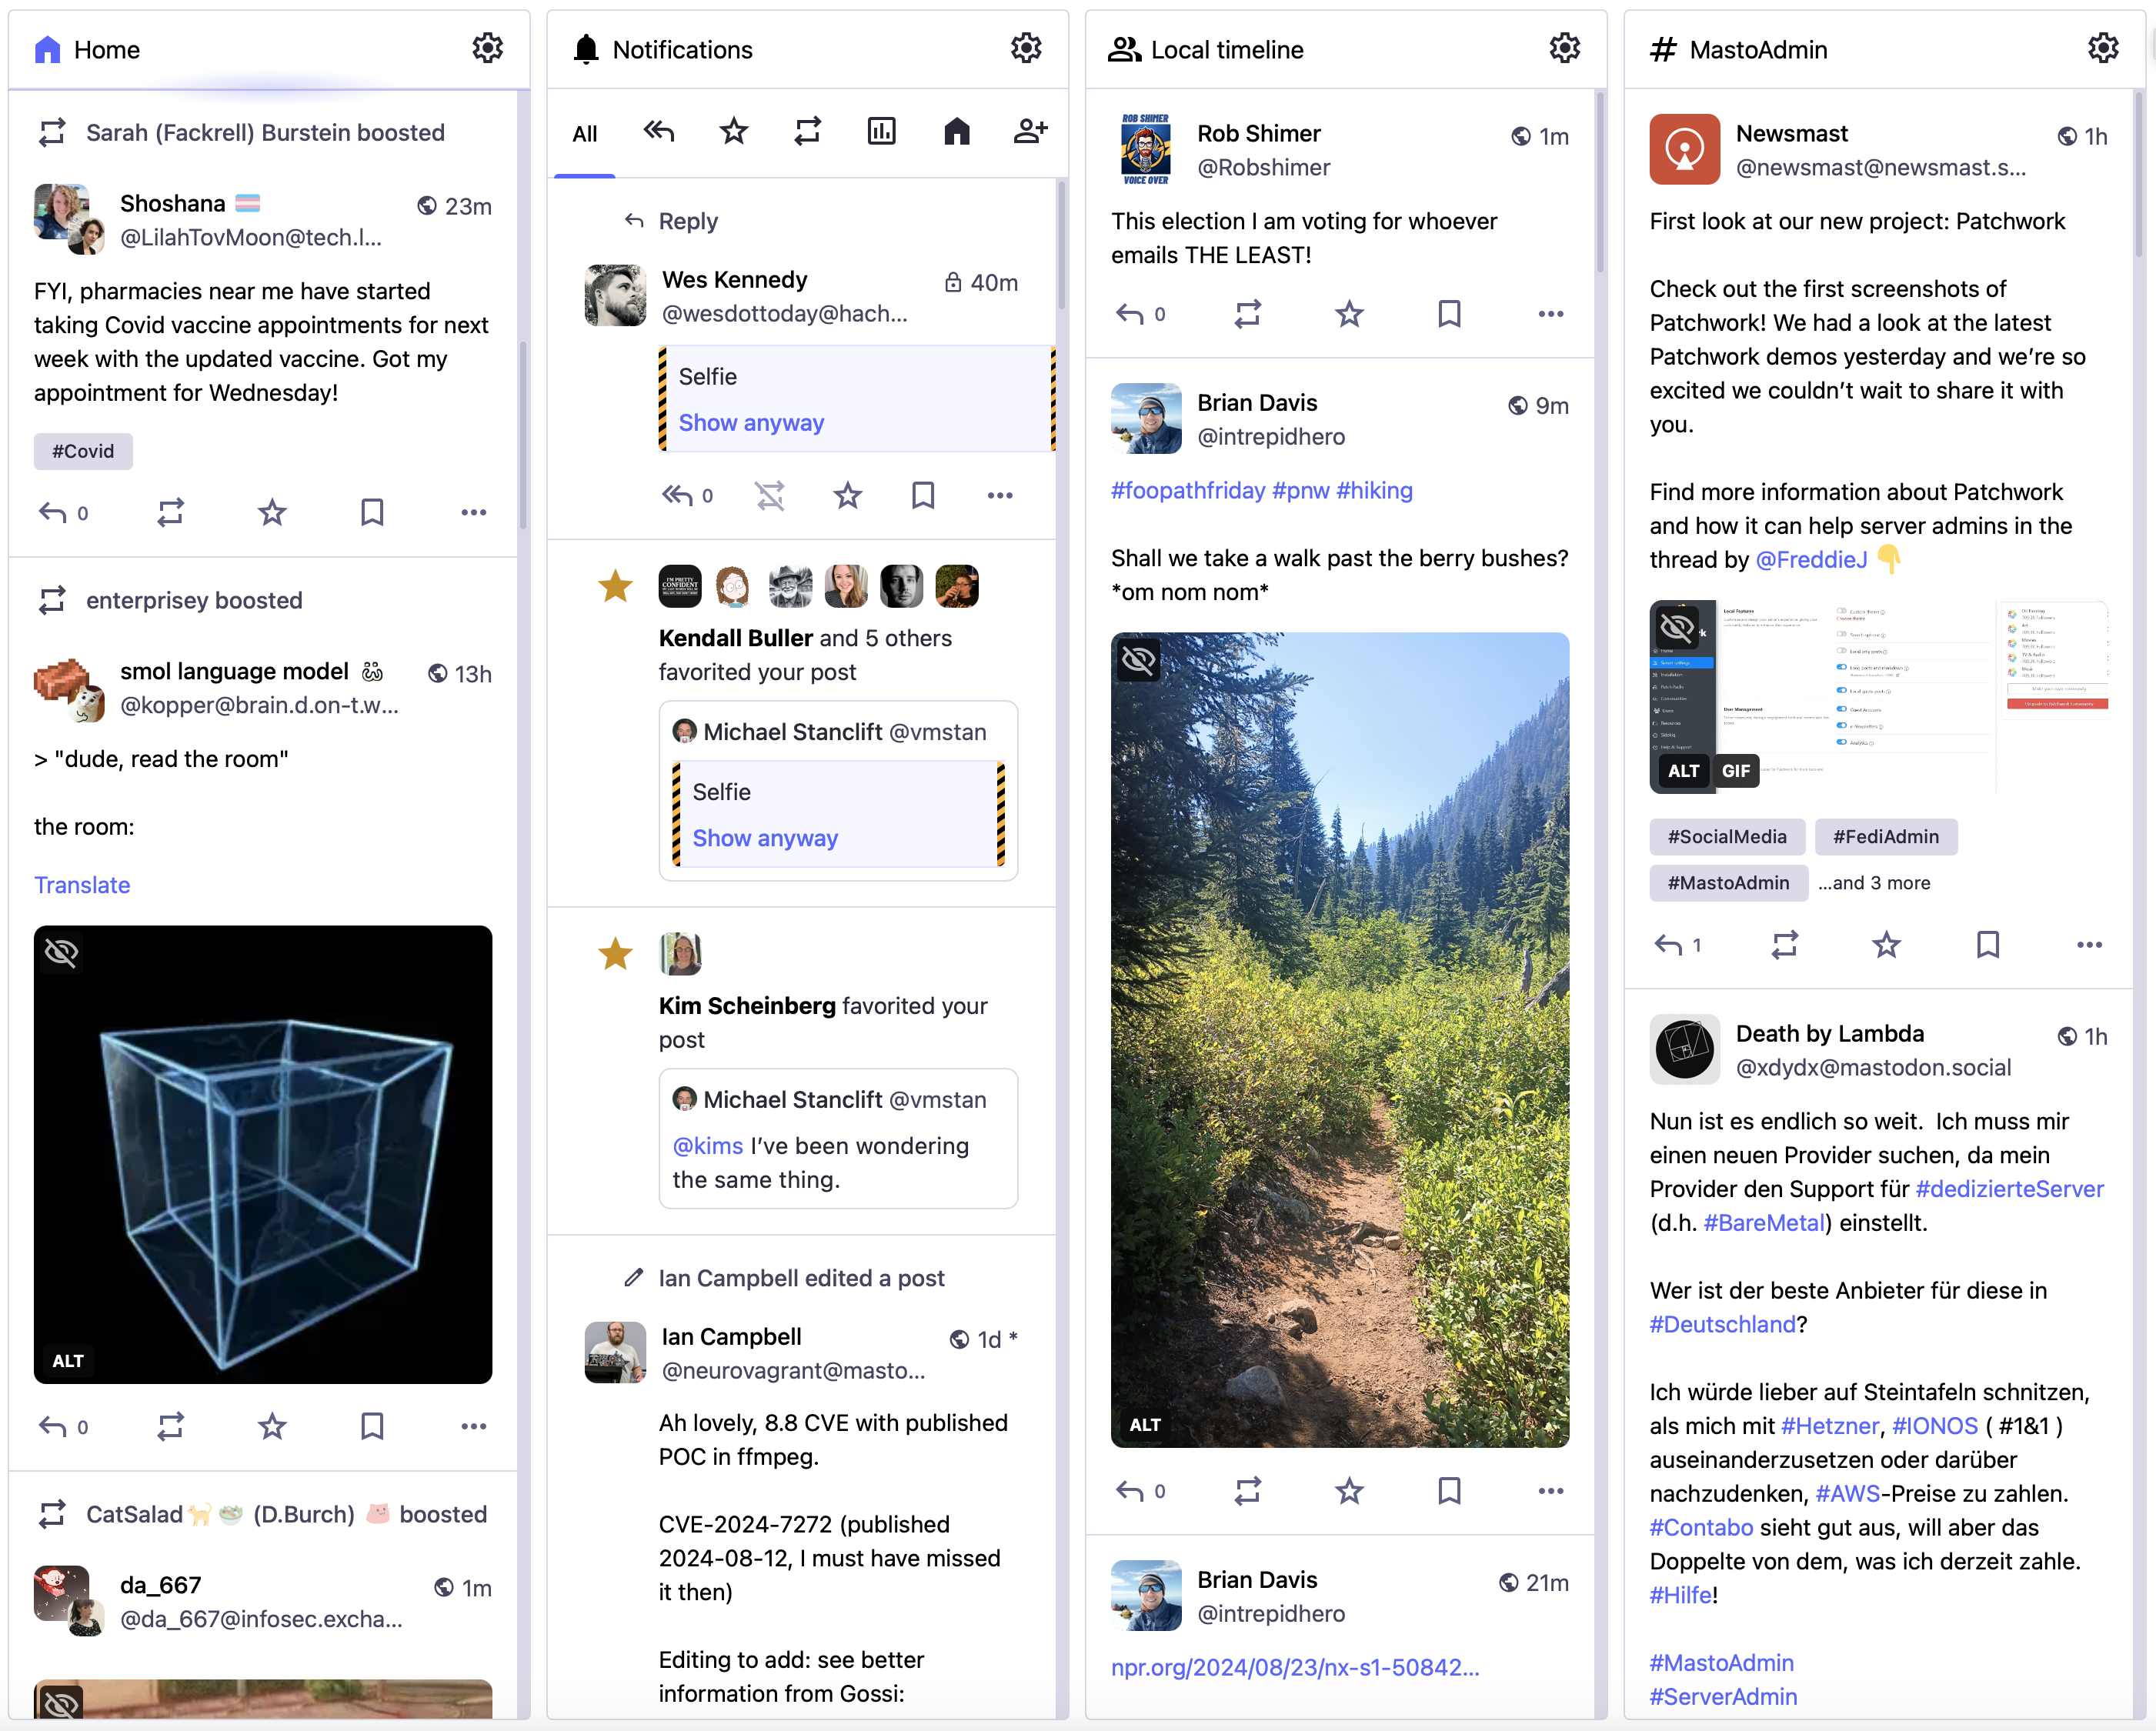 Home
Sarah (Fackrell) Burstein boosted
Shoshana
23m
@LilahTovMoon@tech.l...
FYI, pharmacies near me have started
taking Covid vaccine appointments for next
week with the updated vaccine. Got my
appointment for Wednesday!
#Covid
0
enterprisey boosted
smol language model
13h
@kopper@brain.d.on-t.w...
> "dude, read the room"
the room:
Translate
ALT
0
CatSalad (D.Burch) boosted
da_667
1m
@da_667@infosec.excha...
Notifications
All
Reply
Wes Kennedy
40m
@wesdottoday@hach...
Selfie
Show anyway
0
I'M PRETTY
CONFIDENT
Kendall Buller and 5 others
favorited your post
Michael Stanclift @vmstan
Selfie
Show anyway
Kim Scheinberg favorited your
post
Michael Stanclift @vmstan
@kims I’ve been wondering
the same thing.
Ian Campbell edited a post
Ian Campbell
1d *
@neurovagrant@masto...
Ah lovely, 8.8 CVE with published
POC in ffmpeg.
CVE-2024-7272 (published
2024-08-12, I must have missed
it then)
Editing to add: see better
information from Gossi:
Local timeline
ROB SHIMER
VOICE OVER
Rob Shimer
1m
@Robshimer
This election I am voting for whoever
emails THE LEAST!
0
Brian Davis
9m
@intrepidhero
#foopathfriday #pnw #hiking
Shall we take a walk past the berry bushes?
*om nom nom*
ALT
0
Brian Davis
21m
@intrepidhero
npr.org/2024/08/23/nx-s1-50842...
# MastoAdmin
Newsmast
1h
@newsmast@newsmast.s...
First look at our new project: Patchwork
Check out the first screenshots of
Patchwork! We had a look at the latest
Patchwork demos yesterday and we’re so
excited we couldn’t wait to share it with
you.
Find more information about Patchwork
and how it can help server admins in the
thread by @FreddieJ
Local Features
User Management
ALT GIF
#SocialMedia #FediAdmin
#MastoAdmin ...and 3 more
1
Death by Lambda
1h
@xdydx@mastodon.social
Nun ist es endlich so weit.  Ich muss mir
einen neuen Provider suchen, da mein
Provider den Support für #dedizierteServer
(d.h. #BareMetal) einstellt.
Wer ist der beste Anbieter für diese in
#Deutschland?
Ich würde lieber auf Steintafeln schnitzen,
als mich mit #Hetzner, #IONOS ( #1&1 )
auseinanderzusetzen oder darüber
nachzudenken, #AWS-Preise zu zahlen.
#Contabo sieht gut aus, will aber das
Doppelte von dem, was ich derzeit zahle.
#Hilfe!
#MastoAdmin
#ServerAdmin